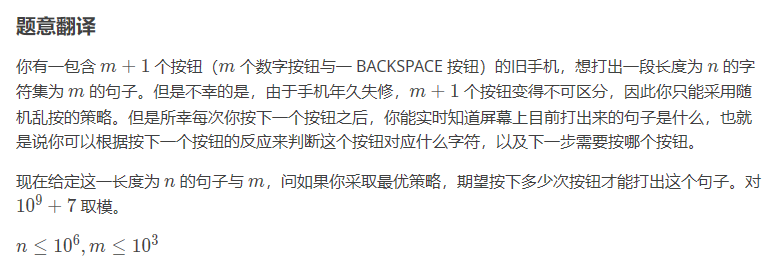 题意翻译
你有一包含 m + 1 个按钮（m 个数字按钮与一 BACKSPACE 按钮）的旧手机，想打出一段长度为 n 的字
符集为 m 的句子。但是不幸的是，由于手机年久失修，m + 1 个按钮变得不可区分，因此你只能采用随
机乱按的策略。但是所幸每次你按下一个按钮之后，你能实时知道屏幕上目前打出来的句子是什么，也就
是说你可以根据按下一个按钮的反应来判断这个按钮对应什么字符，以及下一步需要按哪个按钮。
现在给定这一长度为 n 的句子与 m，问如果你采取最优策略，期望按下多少次按钮才能打出这个句子。对
10⁹ + 7 取模。
n ≤ 10⁶, m ≤ 10³